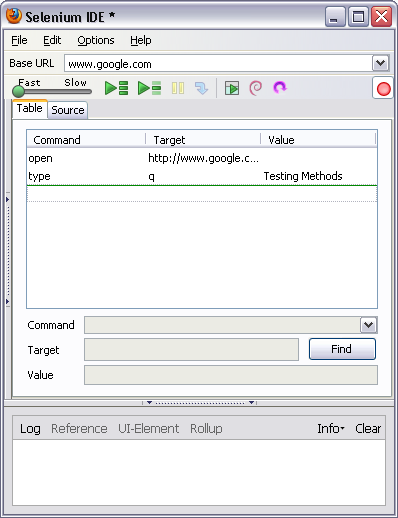 Selenium IDE *
File Edit Options Help
Base URL www.google.com
Fast Slow
Table Source
Command Target Value
open http://www.google.c...
type q Testing Methods
Command
Target Find
Value
Log Reference UI-Element Rollup Info Clear